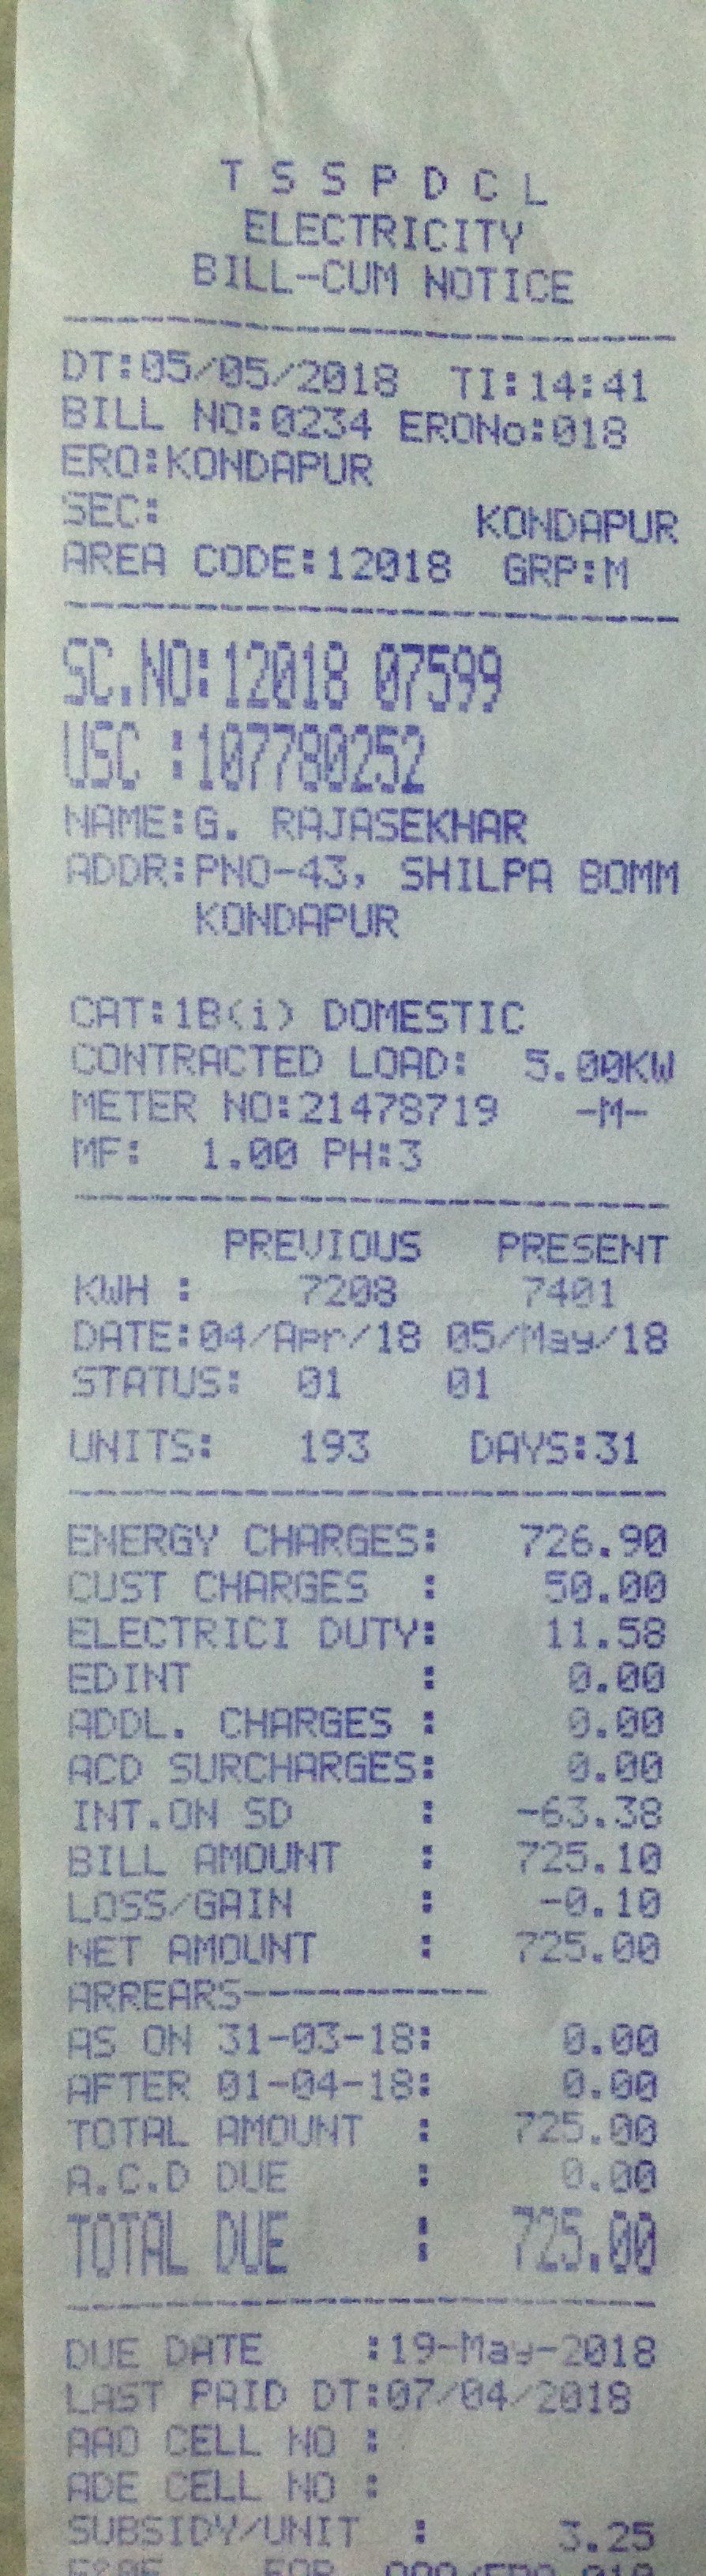 T S S P D C L
ELECTRICITY
BILL-CUM NOTICE
DT:05/05/2018 TI:14:41
BILL NO:0234 ERONo:018
ERO:KONDAPUR
SEC: KONDAPUR
AREA CODE:12018 GRP:M
SC.NO:12018 07599
USC :107780252
NAME:G. RAJASEKHAR
ADDR:PNO-43, SHILPA BOMM
KONDAPUR
CAT:1B(i) DOMESTIC
CONTRACTED LOAD: 5.00KW
METER NO:21478719 -M-
MF: 1.00 PH:3
PREVIOUS PRESENT
KWH : 7208 7401
DATE:04/Apr/18 05/May/18
STATUS: 01 01
UNITS: 193 DAYS:31
ENERGY CHARGES: 726.90
CUST CHARGES : 50.00
ELECTRICI DUTY: 11.58
EDINT : 0.00
ADDL. CHARGES : 0.00
ACD SURCHARGES: 0.00
INT.ON SD : -63.38
BILL AMOUNT : 725.10
LOSS/GAIN : -0.10
NET AMOUNT : 725.00
ARREARS-----------
AS ON 31-03-18: 0.00
AFTER 01-04-18: 0.00
TOTAL AMOUNT : 725.00
A.C.D DUE : 0.00
TOTAL DUE : 725.00
DUE DATE :19-May-2018
LAST PAID DT:07/04/2018
AAO CELL NO :
ADE CELL NO :
SUBSIDY/UNIT : 3.25